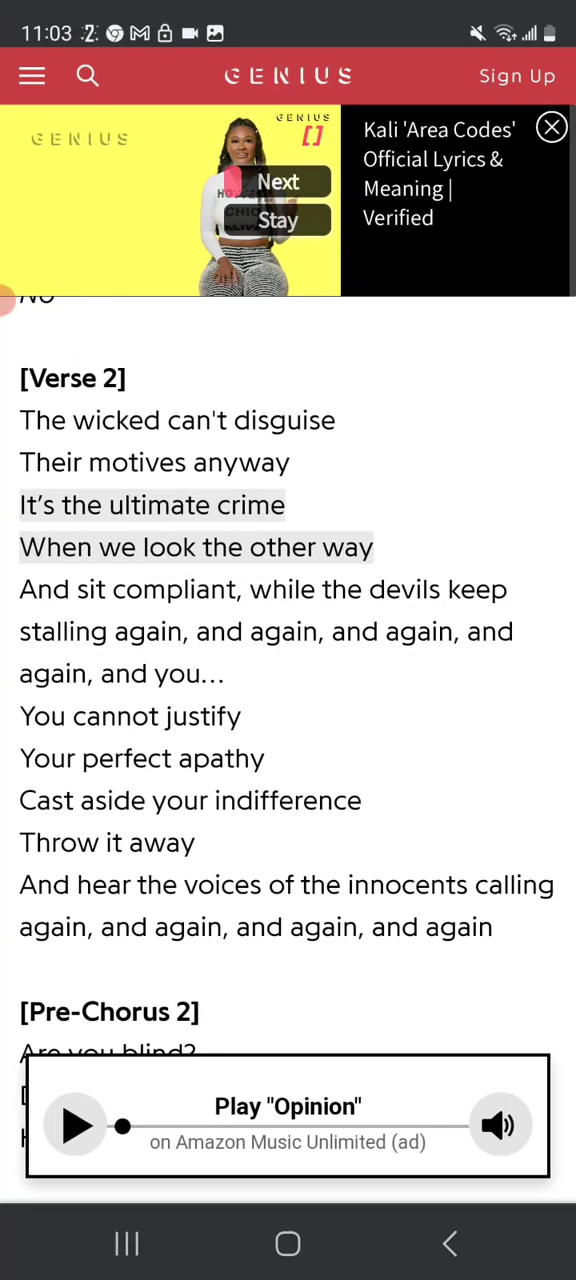 11:03
GENIUS
Sign Up
GENIUS
GENIUS
[]
Next
Stay
Kali 'Area Codes'
Official Lyrics &
Meaning |
Verified
No
[Verse 2]
The wicked can't disguise
Their motives anyway
It’s the ultimate crime
When we look the other way
And sit compliant, while the devils keep
stalling again, and again, and again, and
again, and you...
You cannot justify
Your perfect apathy
Cast aside your indifference
Throw it away
And hear the voices of the innocents calling
again, and again, and again, and again
[Pre-Chorus 2]
Are you blind?
Play "Opinion"
on Amazon Music Unlimited (ad)